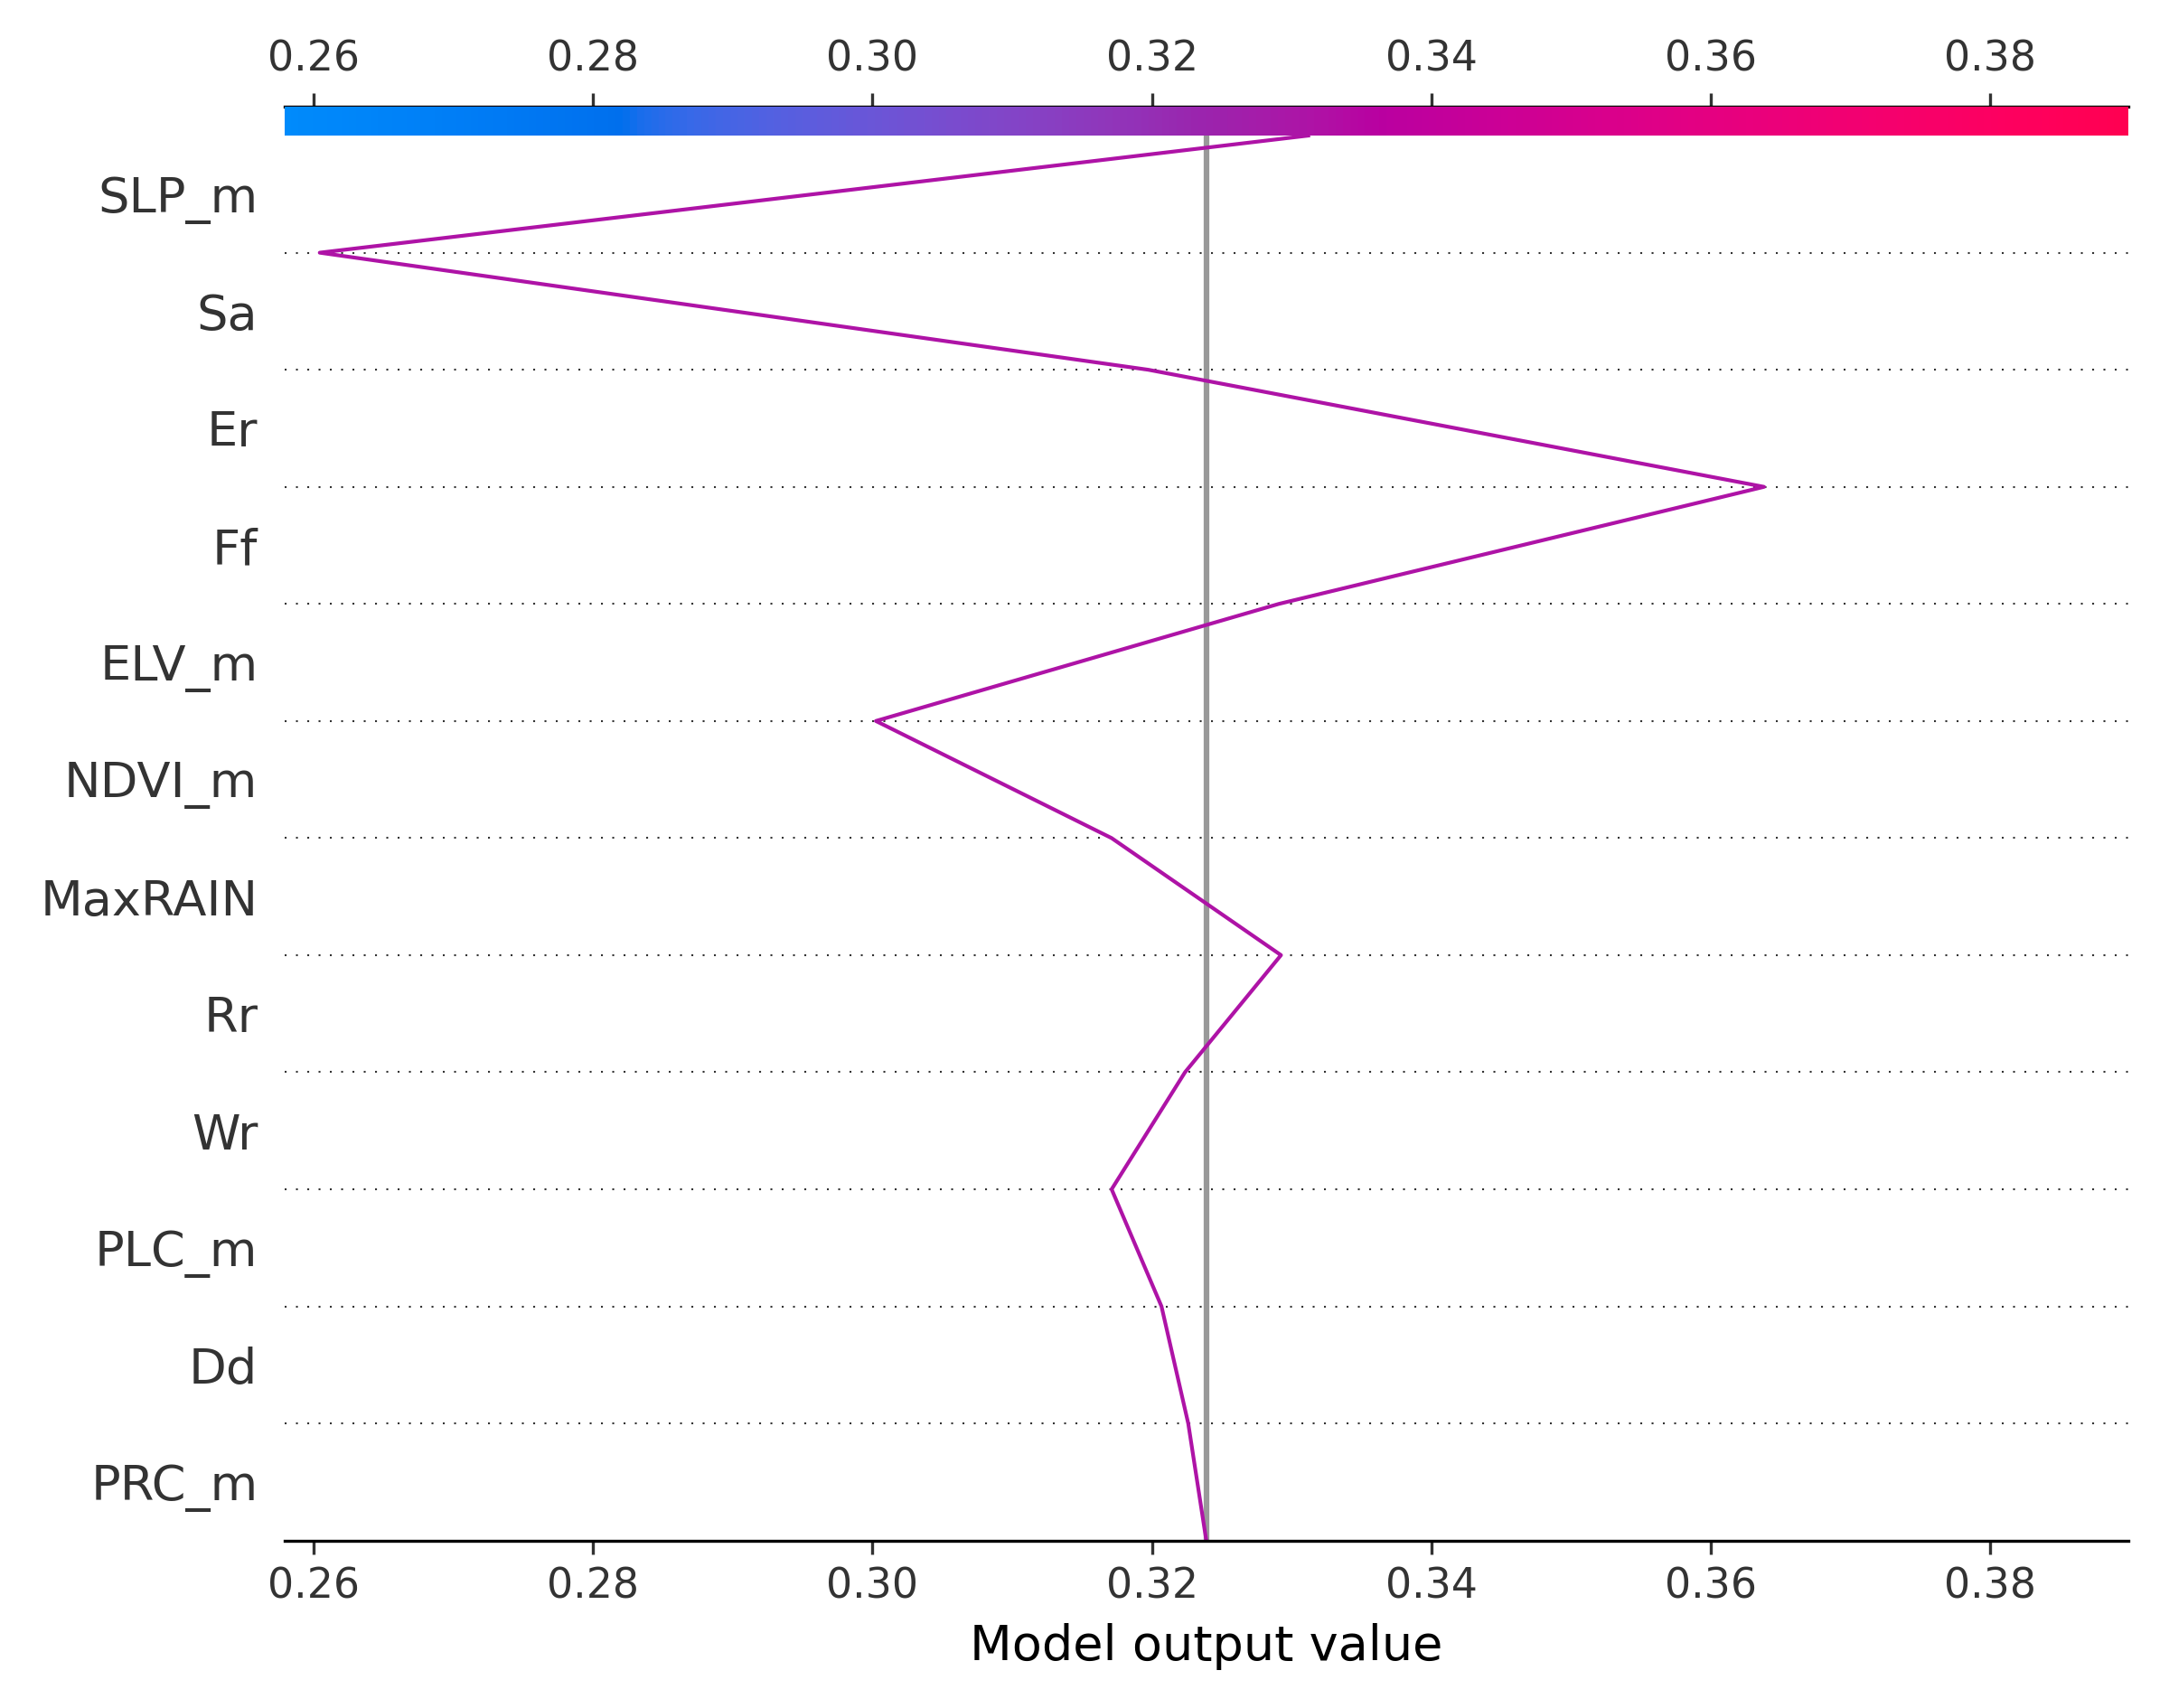 0.26 0.28 0.30 0.32 0.34 0.36 0.38
SLP_m
Sa
Er
Ff
ELV_m
NDVI_m
MaxRAIN
Rr
Wr
PLC_m
Dd
PRC_m
0.26 0.28 0.30 0.32 0.34 0.36 0.38
Model output value